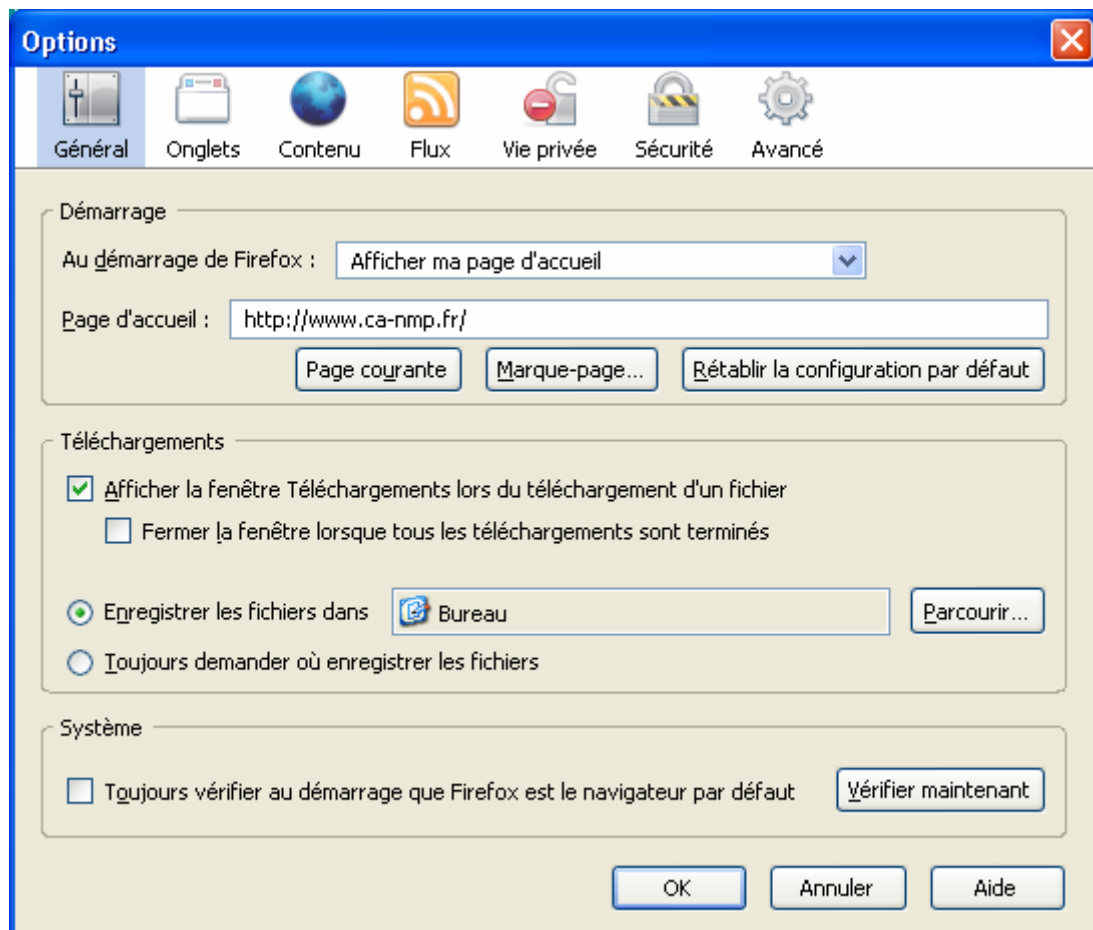 Options
Général Onglets Contenu Flux Vie privée Sécurité Avancé
Démarrage
Au démarrage de Firefox : Afficher ma page d'accueil
Page d'accueil : http://www.ca-nmp.fr/
Page courante Marque-page... Rétablir la configuration par défaut
Téléchargements
Afficher la fenêtre Téléchargements lors du téléchargement d'un fichier
Fermer la fenêtre lorsque tous les téléchargements sont terminés
Enregistrer les fichiers dans Bureau Parcourir...
Toujours demander où enregistrer les fichiers
Système
Toujours vérifier au démarrage que Firefox est le navigateur par défaut Vérifier maintenant
OK Annuler Aide